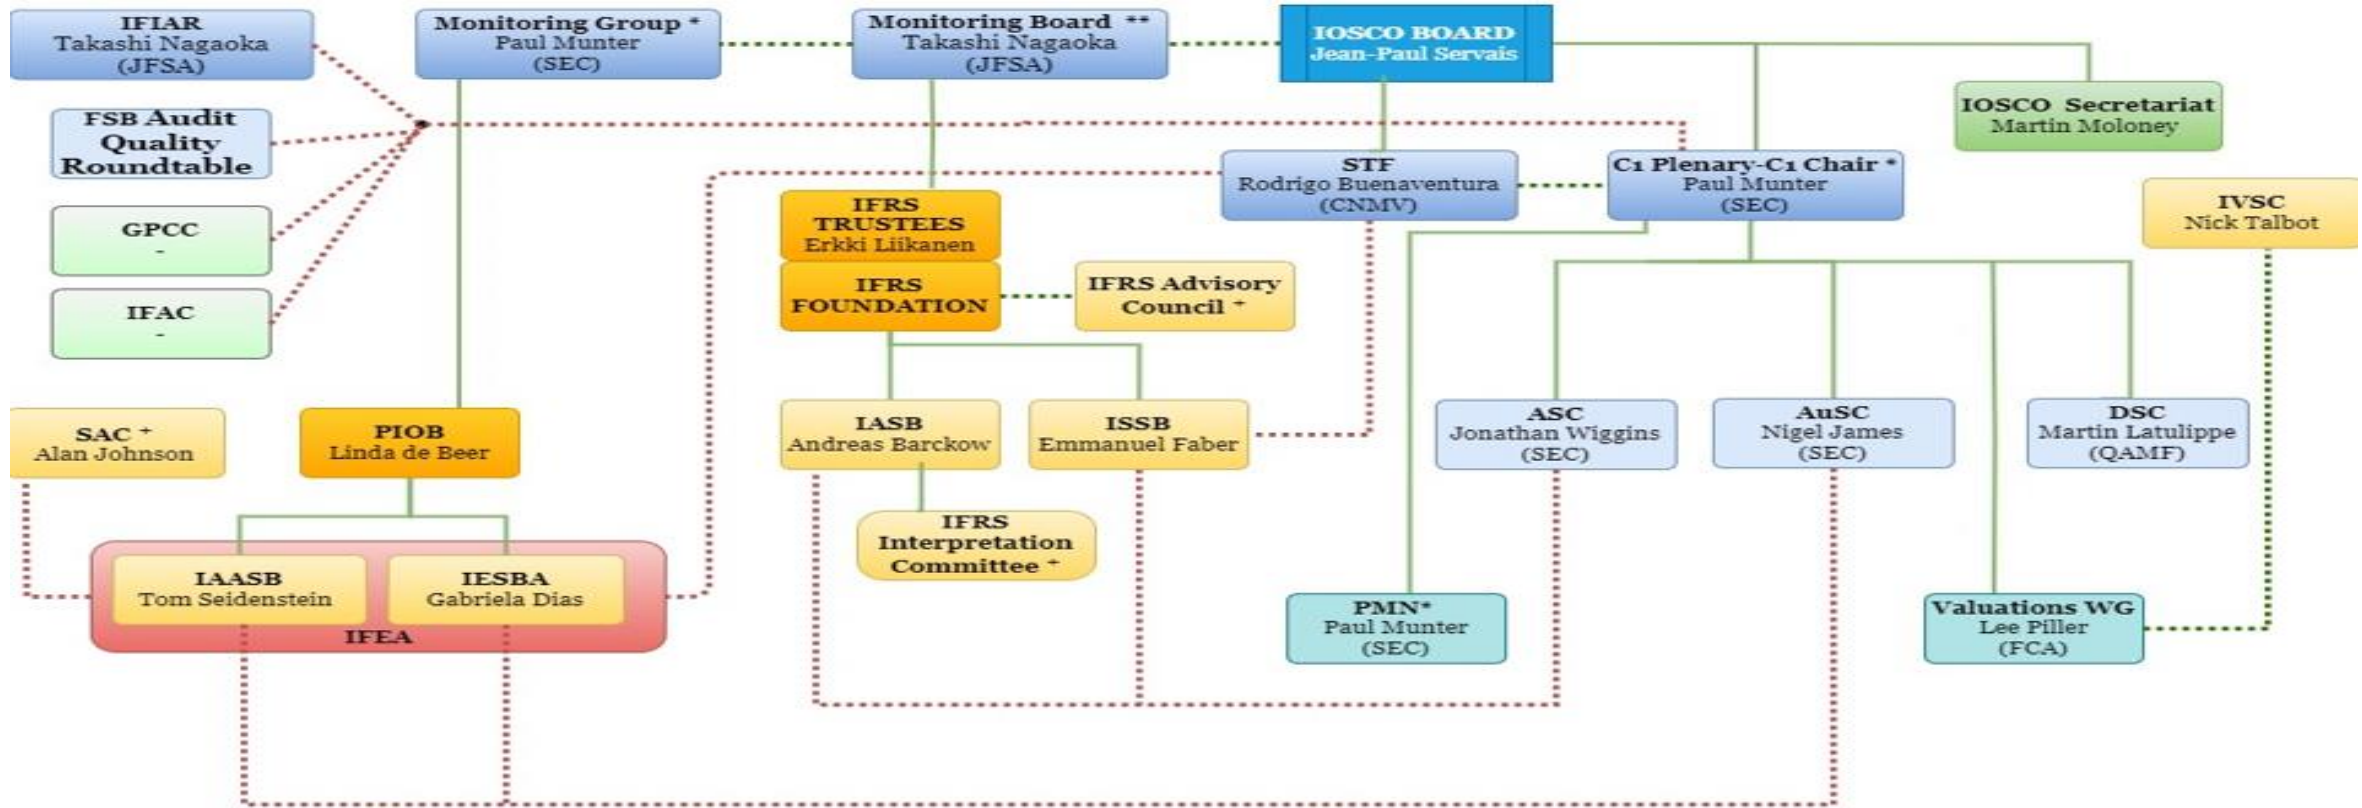 IFIAR
Takashi Nagaoka
(JFSA)
Monitoring Group *
Paul Munter
(SEC)
Monitoring Board **
Takashi Nagaoka
(JFSA)
IOSCO BOARD
Jean-Paul Servais
IOSCO Secretariat
Martin Moloney
FSB Audit
Quality
Roundtable
STF
Rodrigo Buenaventura
(CNMV)
C1 Plenary-C1 Chair *
Paul Munter
(SEC)
IVSC
Nick Talbot
GPCC
-
IFRS
TRUSTEES
Erkki Liikanen
IFRS
FOUNDATION
IFRS Advisory
Council +
IFAC
-
SAC +
Alan Johnson
PIOB
Linda de Beer
IASB
Andreas Barckow
ISSB
Emmanuel Faber
ASC
Jonathan Wiggins
(SEC)
AuSC
Nigel James
(SEC)
DSC
Martin Latulippe
(QAMF)
IFRS
Interpretation
Committee +
IAASB
Tom Seidenstein
IESBA
Gabriela Dias
IFEA
PMN*
Paul Munter
(SEC)
Valuations WG
Lee Piller
(FCA)